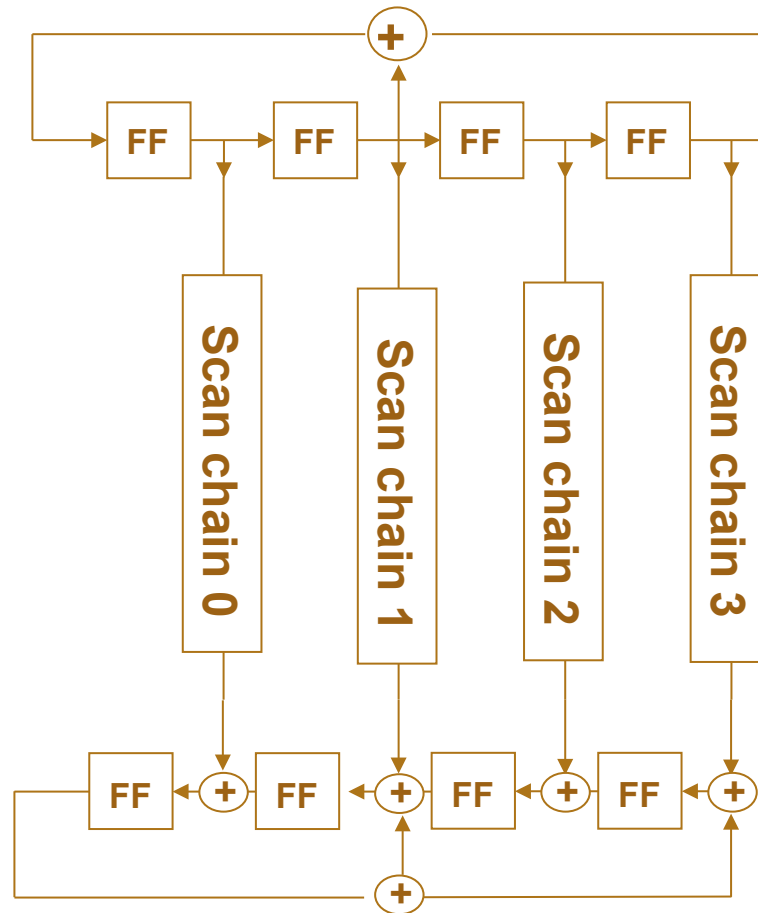 +
FF
FF
FF
FF
Scan chain 0
Scan chain 1
Scan chain 2
Scan chain 3
FF
+
FF
+
FF
+
FF
+
+